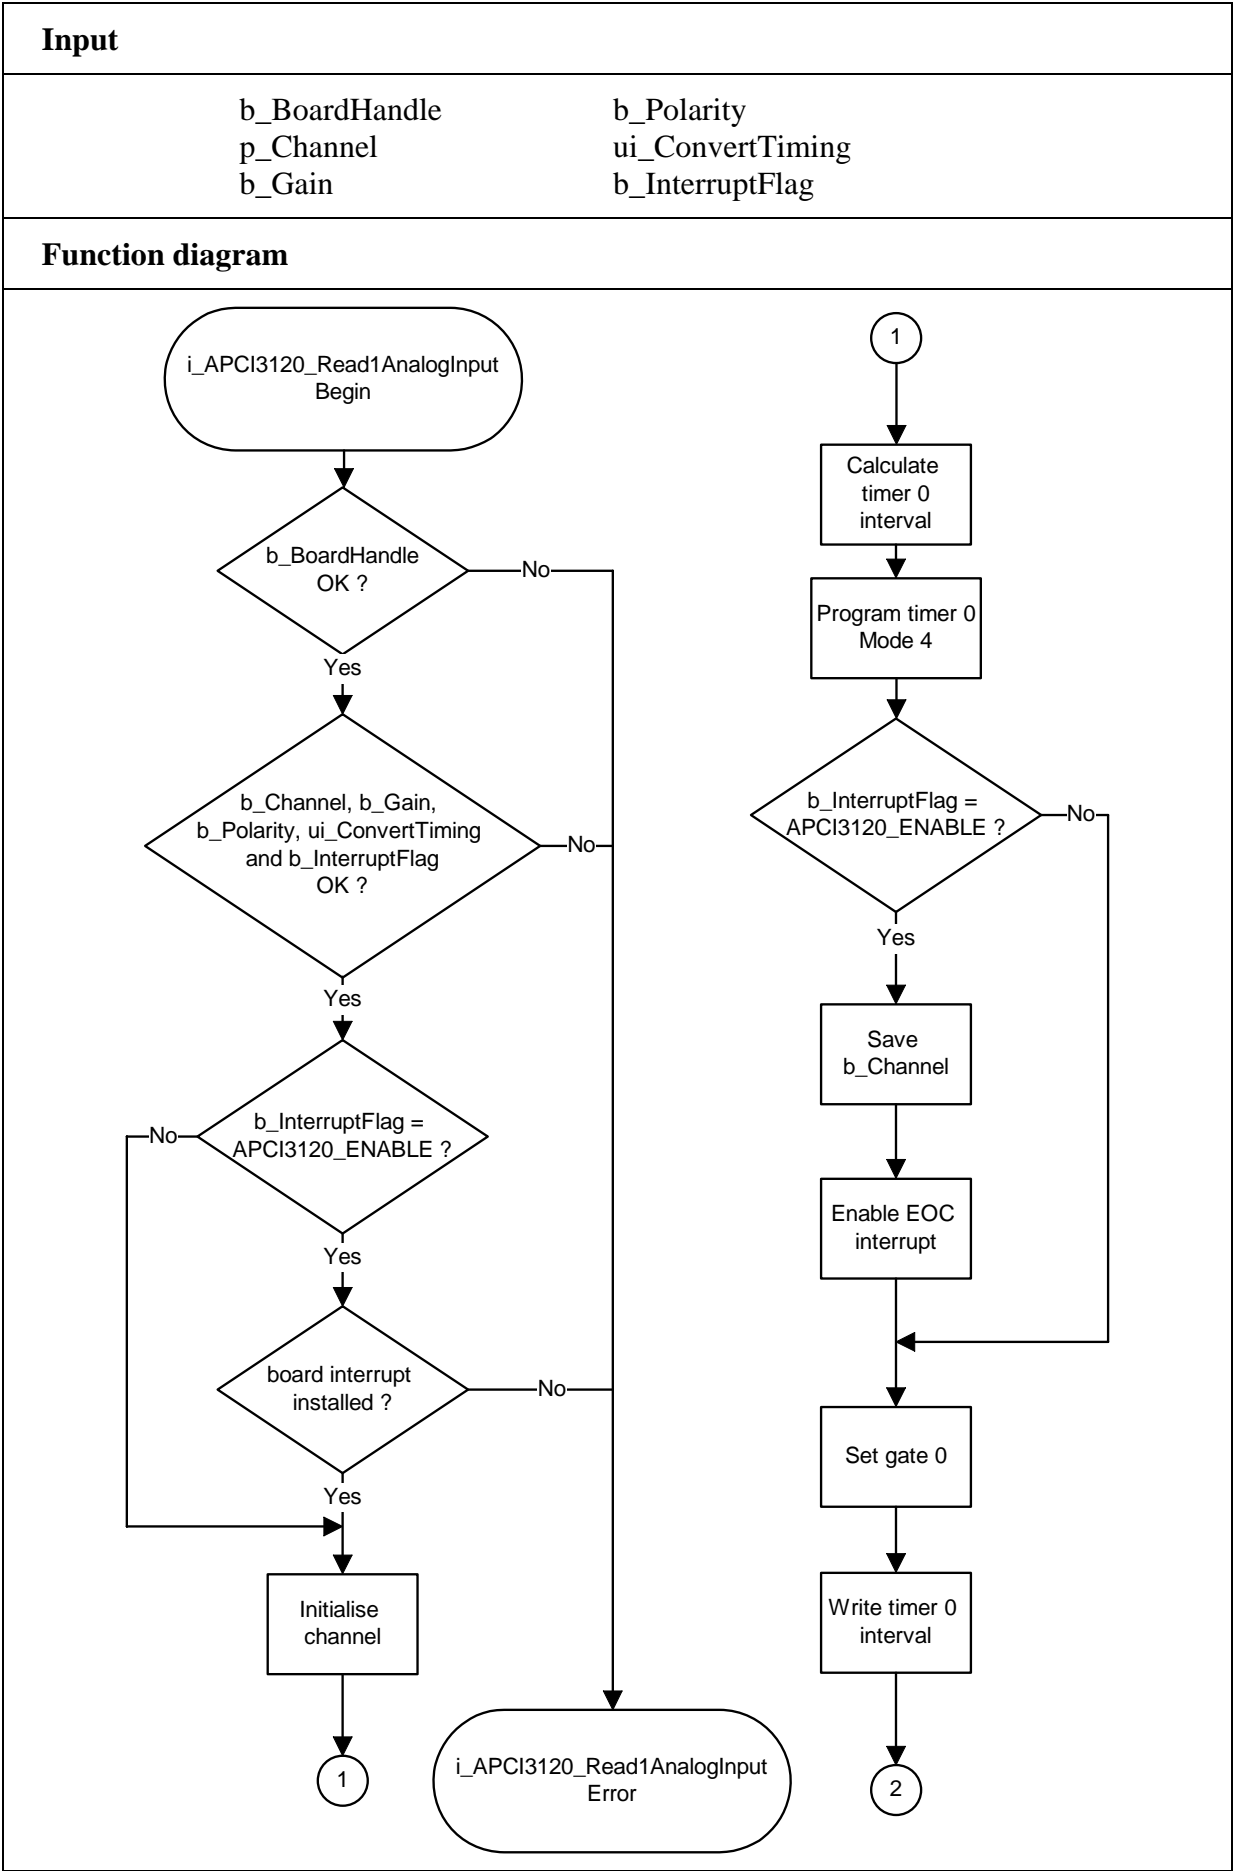 Input
b_BoardHandle b_Polarity
p_Channel ui_ConvertTiming
b_Gain b_InterruptFlag
Function diagram
i_APCI3120_Read1AnalogInput
Begin
b_BoardHandle
OK ?
No
Yes
b_Channel, b_Gain,
b_Polarity, ui_ConvertTiming
and b_InterruptFlag
OK ?
No
Yes
b_InterruptFlag =
APCI3120_ENABLE ?
No
Yes
board interrupt
installed ?
No
Yes
Initialise
channel
1
i_APCI3120_Read1AnalogInput
Error
1
Calculate
timer 0
interval
Program timer 0
Mode 4
b_InterruptFlag =
APCI3120_ENABLE ?
No
Yes
Save
b_Channel
Enable EOC
interrupt
Set gate 0
Write timer 0
interval
2